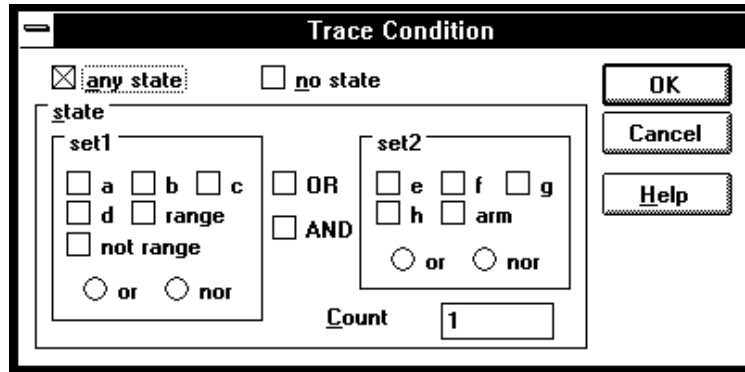 Trace Condition
any state no state OK
state
set1 set2 Cancel
a b c OR e f g Help
d range AND h arm
not range
or nor or nor
Count 1